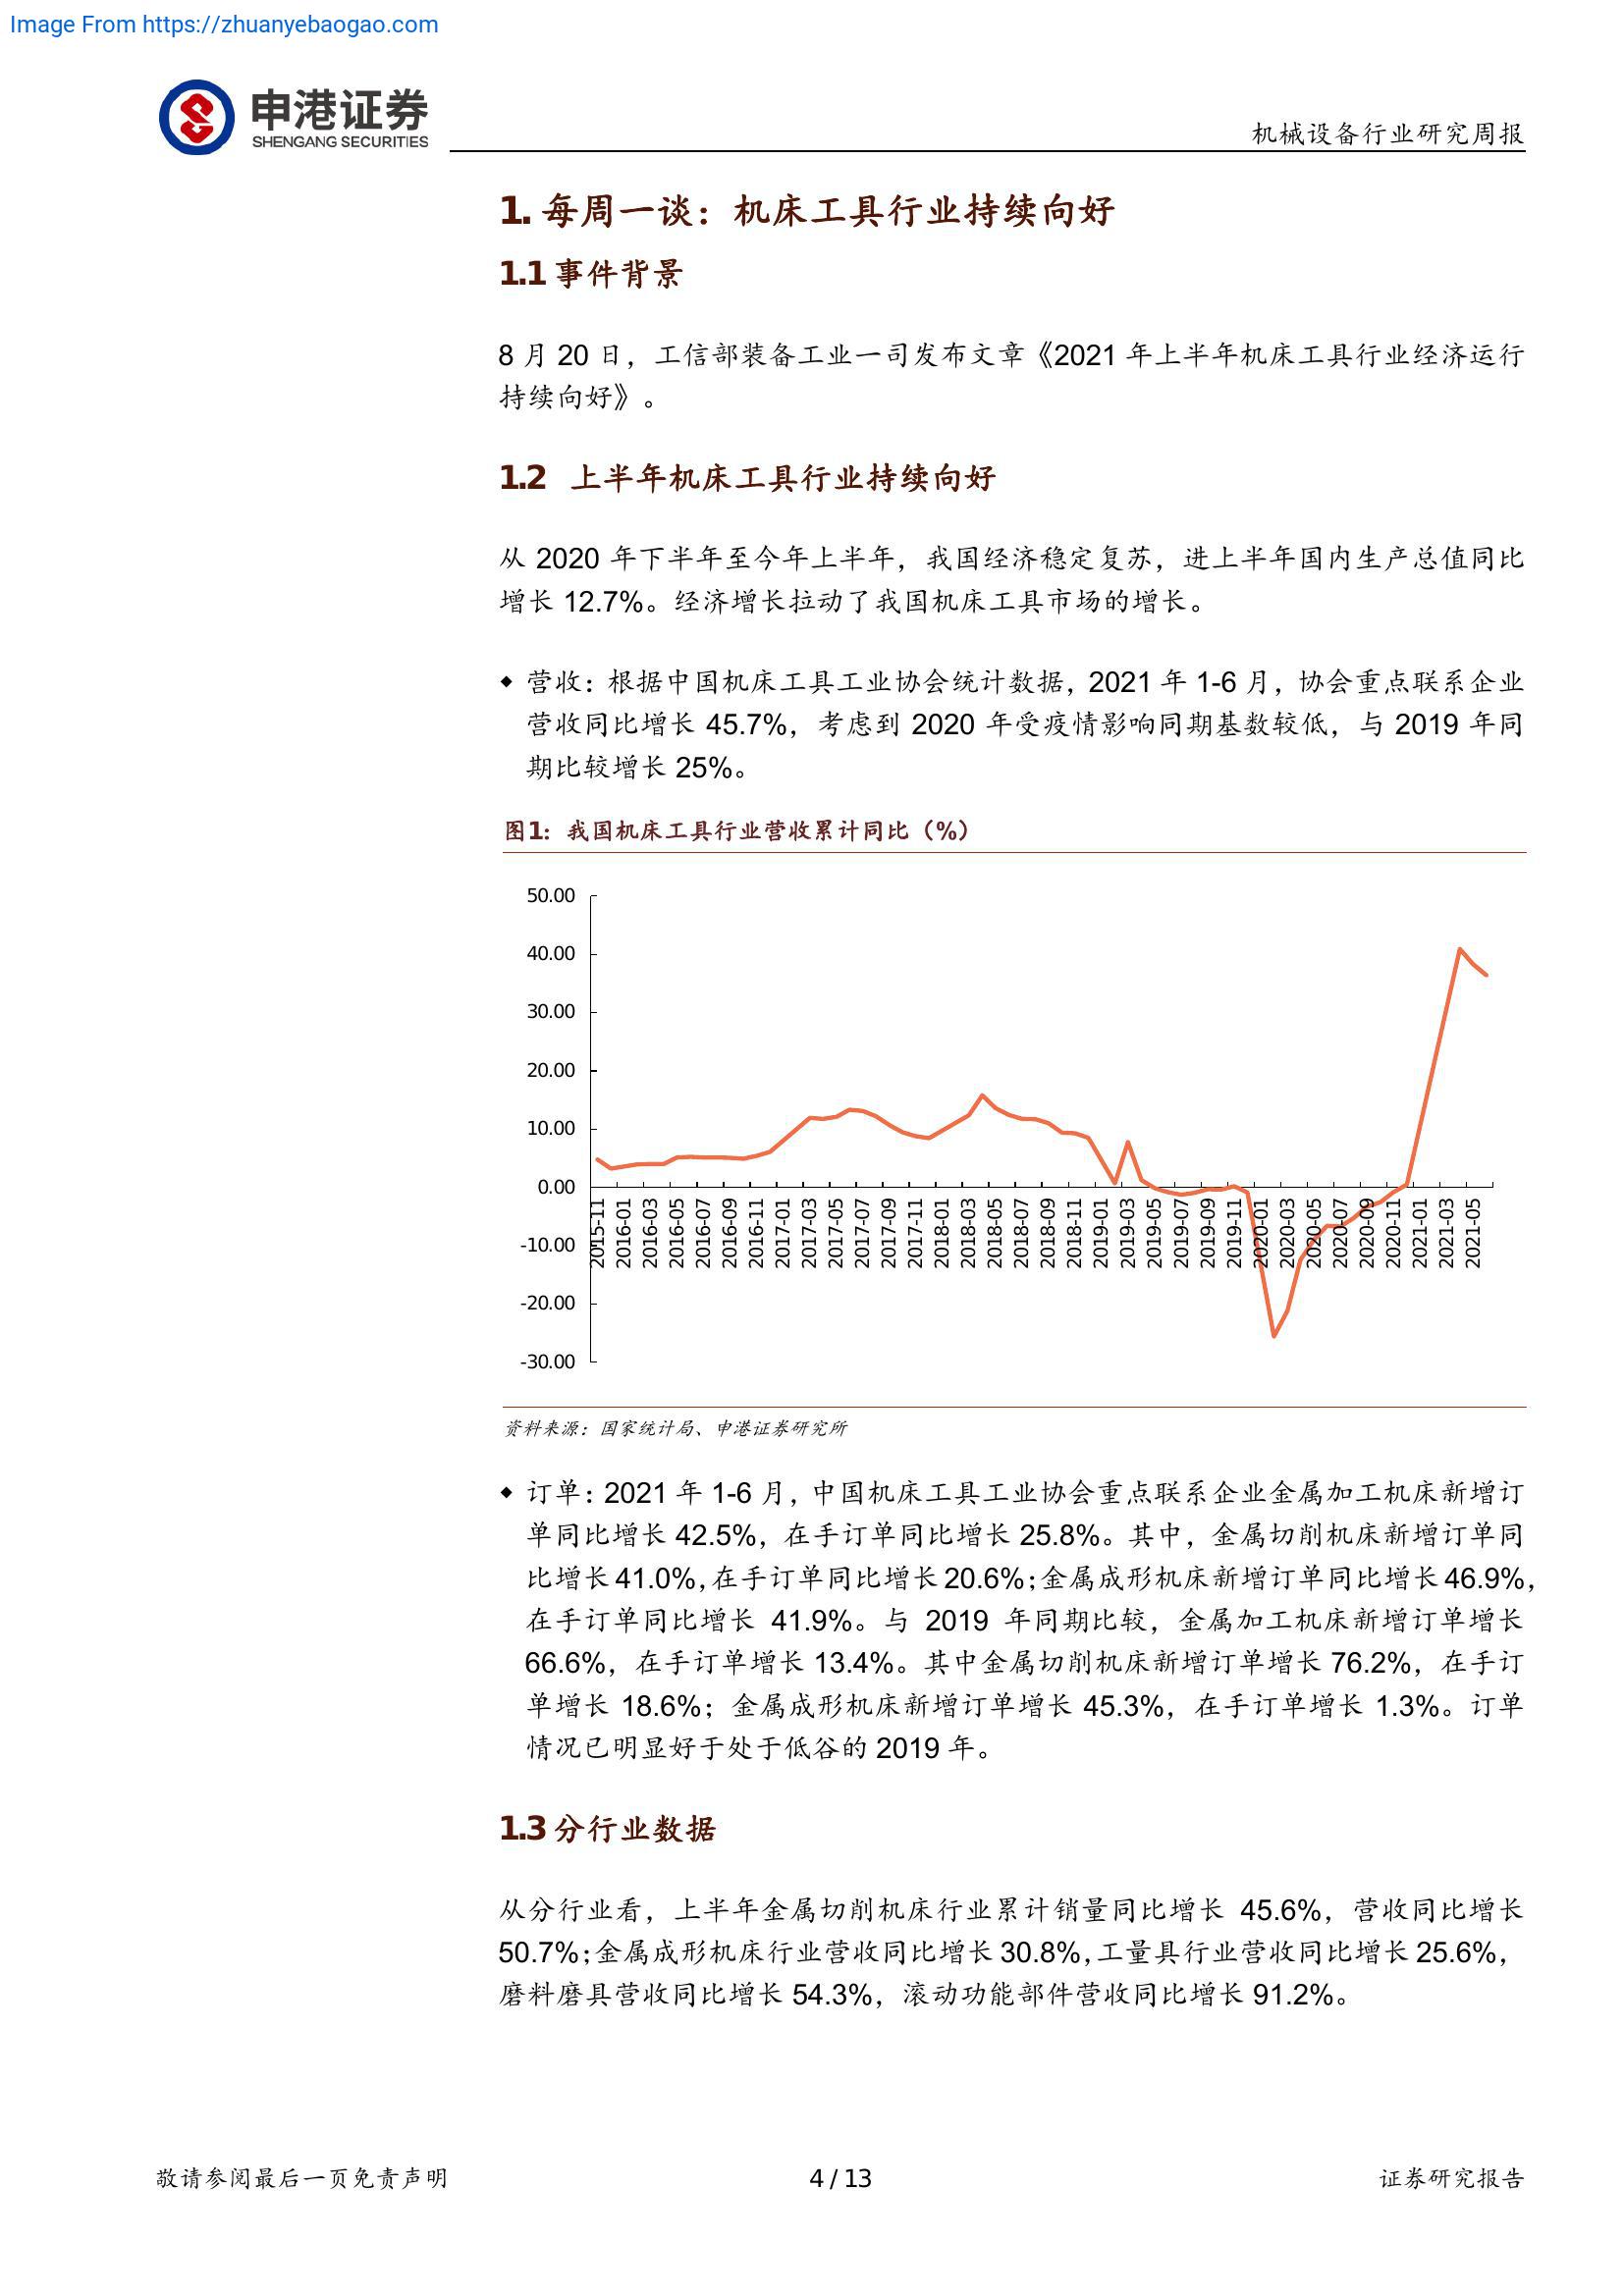 Image From https://zhuanyebaogao.com
申港证券
SHENGANG SECURITIES
机械设备行业研究周报
1. 每周一谈：机床工具行业持续向好
1.1 事件背景
8 月 20 日，工信部装备工业一司发布文章《2021 年上半年机床工具行业经济运行
持续向好》。
1.2 上半年机床工具行业持续向好
从 2020 年下半年至今年上半年，我国经济稳定复苏，进上半年国内生产总值同比
增长 12.7%。经济增长拉动了我国机床工具市场的增长。
◆ 营收：根据中国机床工具工业协会统计数据，2021 年 1-6 月，协会重点联系企业
营收同比增长 45.7%，考虑到 2020 年受疫情影响同期基数较低，与 2019 年同
期比较增长 25%。
图1：我国机床工具行业营收累计同比（%）
50.00
40.00
30.00
20.00
10.00
0.00
-10.00
-20.00
-30.00
2015-11
2016-01
2016-03
2016-05
2016-07
2016-09
2016-11
2017-01
2017-03
2017-05
2017-07
2017-09
2017-11
2018-01
2018-03
2018-05
2018-07
2018-09
2018-11
2019-01
2019-03
2019-05
2019-07
2019-09
2019-11
2020-01
2020-03
2020-05
2020-07
2020-09
2020-11
2021-01
2021-03
2021-05
资料来源：国家统计局、申港证券研究所
◆ 订单：2021 年 1-6 月，中国机床工具工业协会重点联系企业金属加工机床新增订
单同比增长 42.5%，在手订单同比增长 25.8%。其中，金属切削机床新增订单同
比增长 41.0%，在手订单同比增长 20.6%；金属成形机床新增订单同比增长 46.9%，
在手订单同比增长 41.9%。与 2019 年同期比较，金属加工机床新增订单增长
66.6%，在手订单增长 13.4%。其中金属切削机床新增订单增长 76.2%，在手订
单增长 18.6%；金属成形机床新增订单增长 45.3%，在手订单增长 1.3%。订单
情况已明显好于处于低谷的 2019 年。
1.3 分行业数据
从分行业看，上半年金属切削机床行业累计销量同比增长 45.6%，营收同比增长
50.7%；金属成形机床行业营收同比增长 30.8%，工量具行业营收同比增长 25.6%，
磨料磨具营收同比增长 54.3%，滚动功能部件营收同比增长 91.2%。
敬请参阅最后一页免责声明
4 / 13
证券研究报告